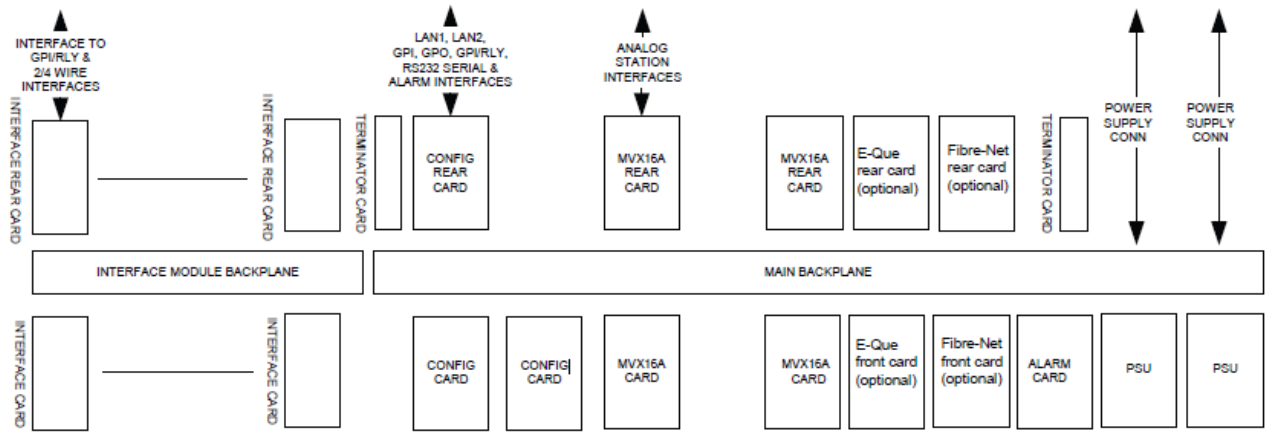 INTERFACE TO
GPI/RLY &
2/4 WIRE
INTERFACES
LAN1, LAN2,
GPI, GPO, GPI/RLY,
RS232 SERIAL &
ALARM INTERFACES
ANALOG
STATION
INTERFACES
POWER
SUPPLY
CONN
POWER
SUPPLY
CONN
INTERFACE REAR CARD
INTERFACE REAR CARD
TERMINATOR CARD
CONFIG
REAR
CARD
MVX16A
REAR
CARD
MVX16A
REAR
CARD
E-Que
rear card
(optional)
Fibre-Net
rear card
(optional)
TERMINATOR CARD
INTERFACE MODULE BACKPLANE
MAIN BACKPLANE
INTERFACE CARD
INTERFACE CARD
CONFIG
CARD
CONFIG
CARD
MVX16A
CARD
MVX16A
CARD
E-Que
front card
(optional)
Fibre-Net
front card
(optional)
ALARM
CARD
PSU
PSU